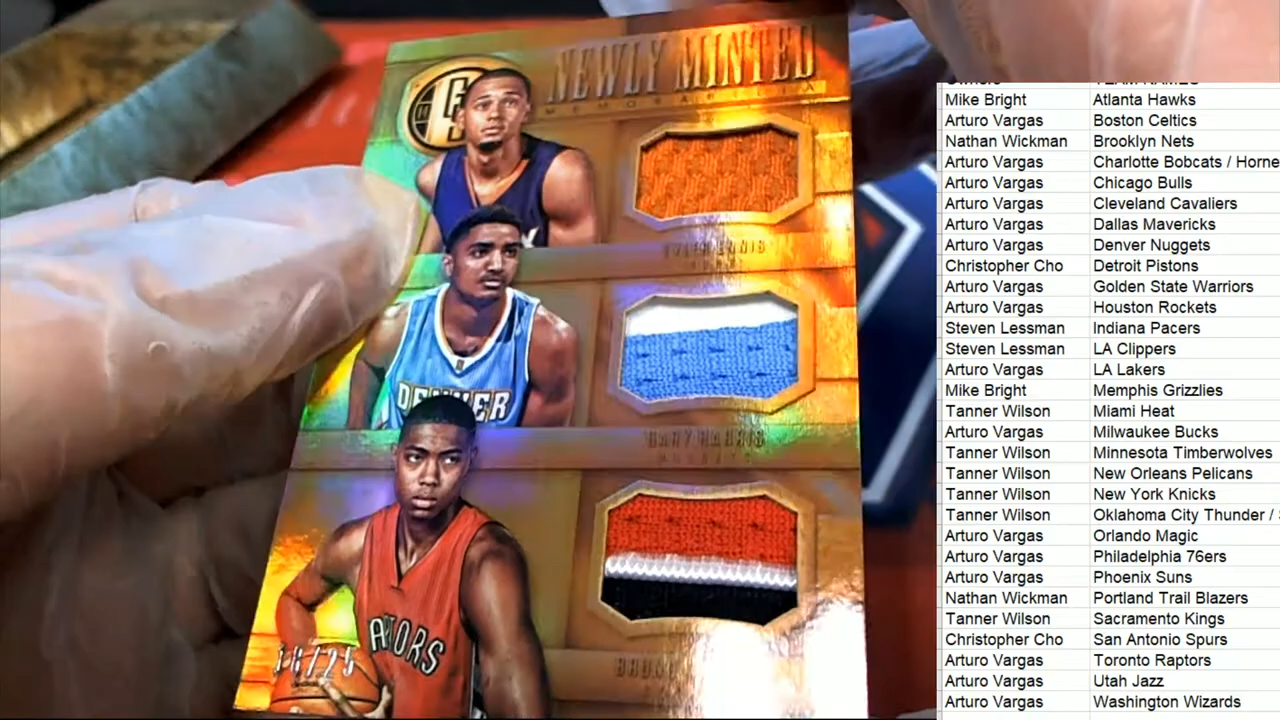 NEWLY MINTED
MEMORABILIA
TYLER ENNIS
DENVER
GARY HARRIS
NUGGETS
RAPTORS
BRUNO
Mike Bright Atlanta Hawks
Arturo Vargas Boston Celtics
Nathan Wickman Brooklyn Nets
Arturo Vargas Charlotte Bobcats / Horne
Arturo Vargas Chicago Bulls
Arturo Vargas Cleveland Cavaliers
Arturo Vargas Dallas Mavericks
Arturo Vargas Denver Nuggets
Christopher Cho Detroit Pistons
Arturo Vargas Golden State Warriors
Arturo Vargas Houston Rockets
Steven Lessman Indiana Pacers
Steven Lessman LA Clippers
Arturo Vargas LA Lakers
Mike Bright Memphis Grizzlies
Tanner Wilson Miami Heat
Arturo Vargas Milwaukee Bucks
Tanner Wilson Minnesota Timberwolves
Tanner Wilson New Orleans Pelicans
Tanner Wilson New York Knicks
Tanner Wilson Oklahoma City Thunder /
Arturo Vargas Orlando Magic
Arturo Vargas Philadelphia 76ers
Arturo Vargas Phoenix Suns
Nathan Wickman Portland Trail Blazers
Tanner Wilson Sacramento Kings
Christopher Cho San Antonio Spurs
Arturo Vargas Toronto Raptors
Arturo Vargas Utah Jazz
Arturo Vargas Washington Wizards